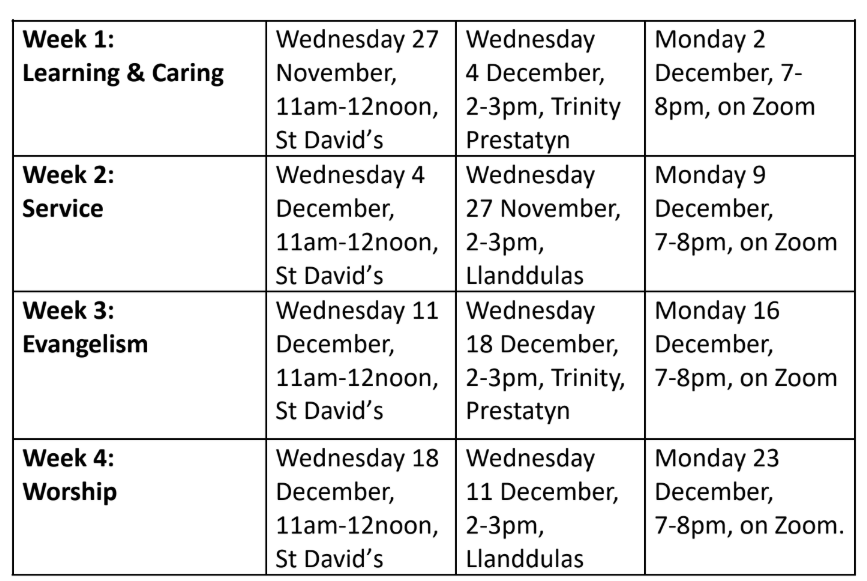 Week 1:
Learning & Caring
Wednesday 27
November,
11am-12noon,
St David’s
Wednesday
4 December,
2-3pm, Trinity
Prestatyn
Monday 2
December, 7-
8pm, on Zoom
Week 2:
Service
Wednesday 4
December,
11am-12noon,
St David’s
Wednesday
27 November,
2-3pm,
Llanddulas
Monday 9
December,
7-8pm, on Zoom
Week 3:
Evangelism
Wednesday 11
December,
11am-12noon,
St David’s
Wednesday
18 December,
2-3pm, Trinity,
Prestatyn
Monday 16
December,
7-8pm, on Zoom
Week 4:
Worship
Wednesday 18
December,
11am-12noon,
St David’s
Wednesday
11 December,
2-3pm,
Llanddulas
Monday 23
December,
7-8pm, on Zoom.